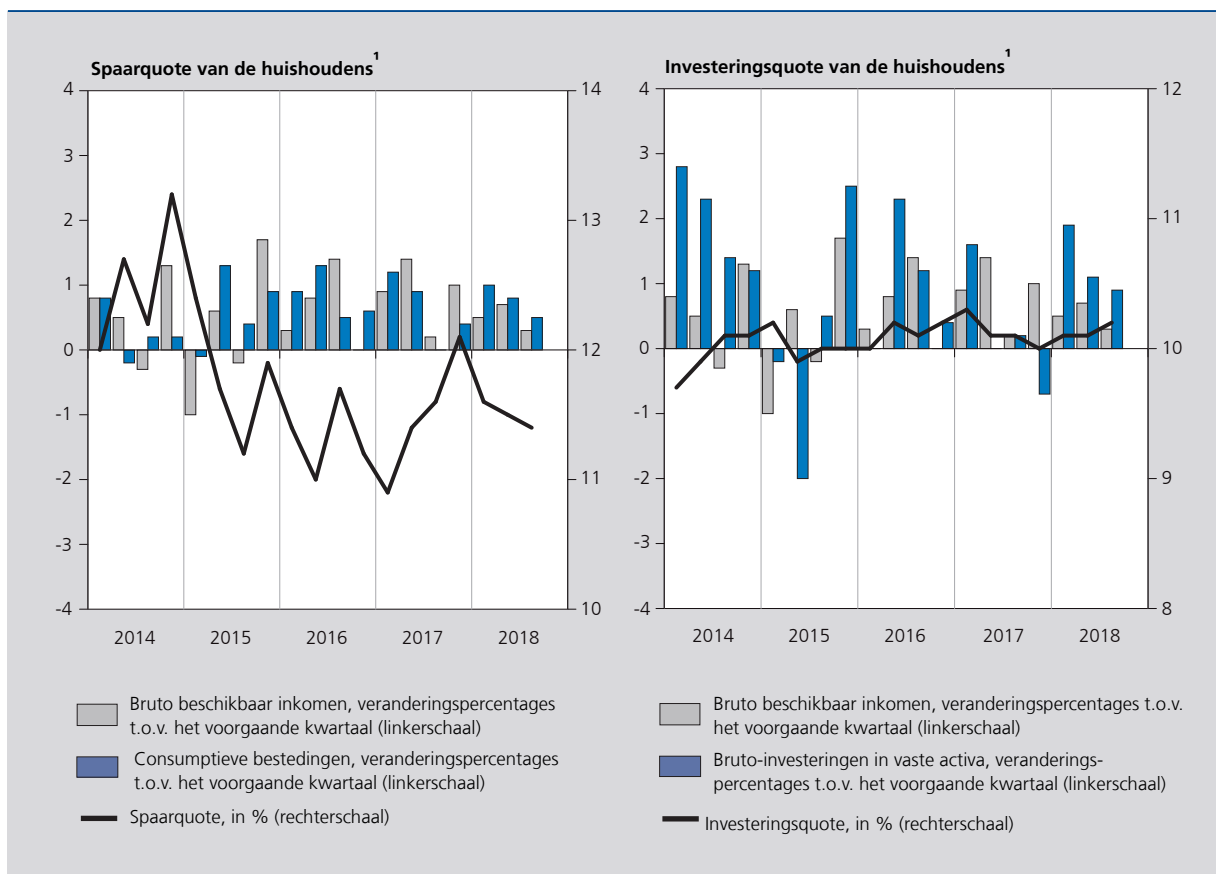 Spaarquote van de huishoudens¹
4
3
2
1
0
-1
-2
-3
-4
14
13
12
11
10
2014 2015 2016 2017 2018
Bruto beschikbaar inkomen, veranderingspercentages
t.o.v. het voorgaande kwartaal (linkerschaal)
Consumptieve bestedingen, veranderingspercentages
t.o.v. het voorgaande kwartaal (linkerschaal)
Spaarquote, in % (rechterschaal)
Investeringsquote van de huishoudens¹
4
3
2
1
0
-1
-2
-3
-4
12
11
10
9
8
2014 2015 2016 2017 2018
Bruto beschikbaar inkomen, veranderingspercentages t.o.v.
het voorgaande kwartaal (linkerschaal)
Bruto-investeringen in vaste activa, veranderings-
percentages t.o.v. het voorgaande kwartaal (linkerschaal)
Investeringsquote, in % (rechterschaal)